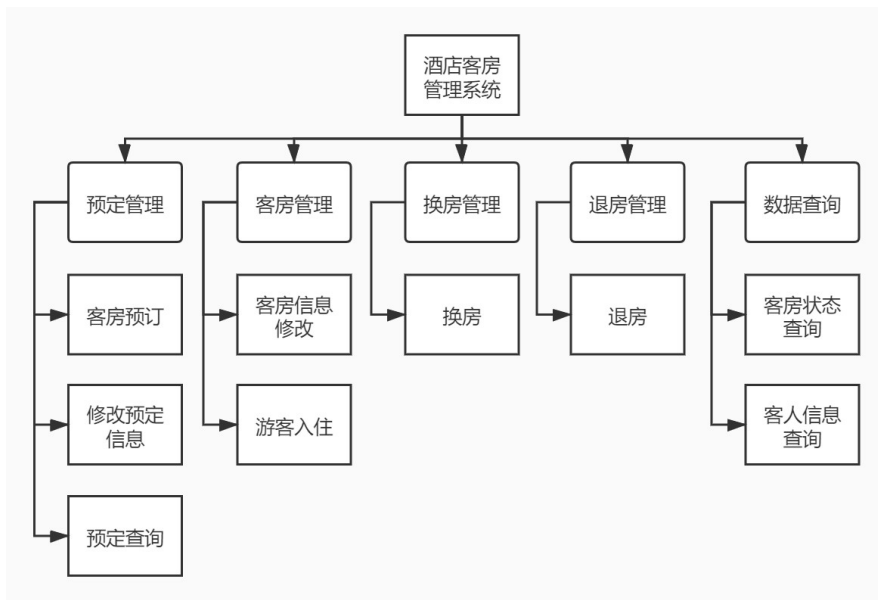 酒店客房
管理系统
预定管理
客房管理
换房管理
退房管理
数据查询
客房预订
客房信息
修改
换房
退房
客房状态
查询
修改预定
信息
游客入住
客人信息
查询
预定查询